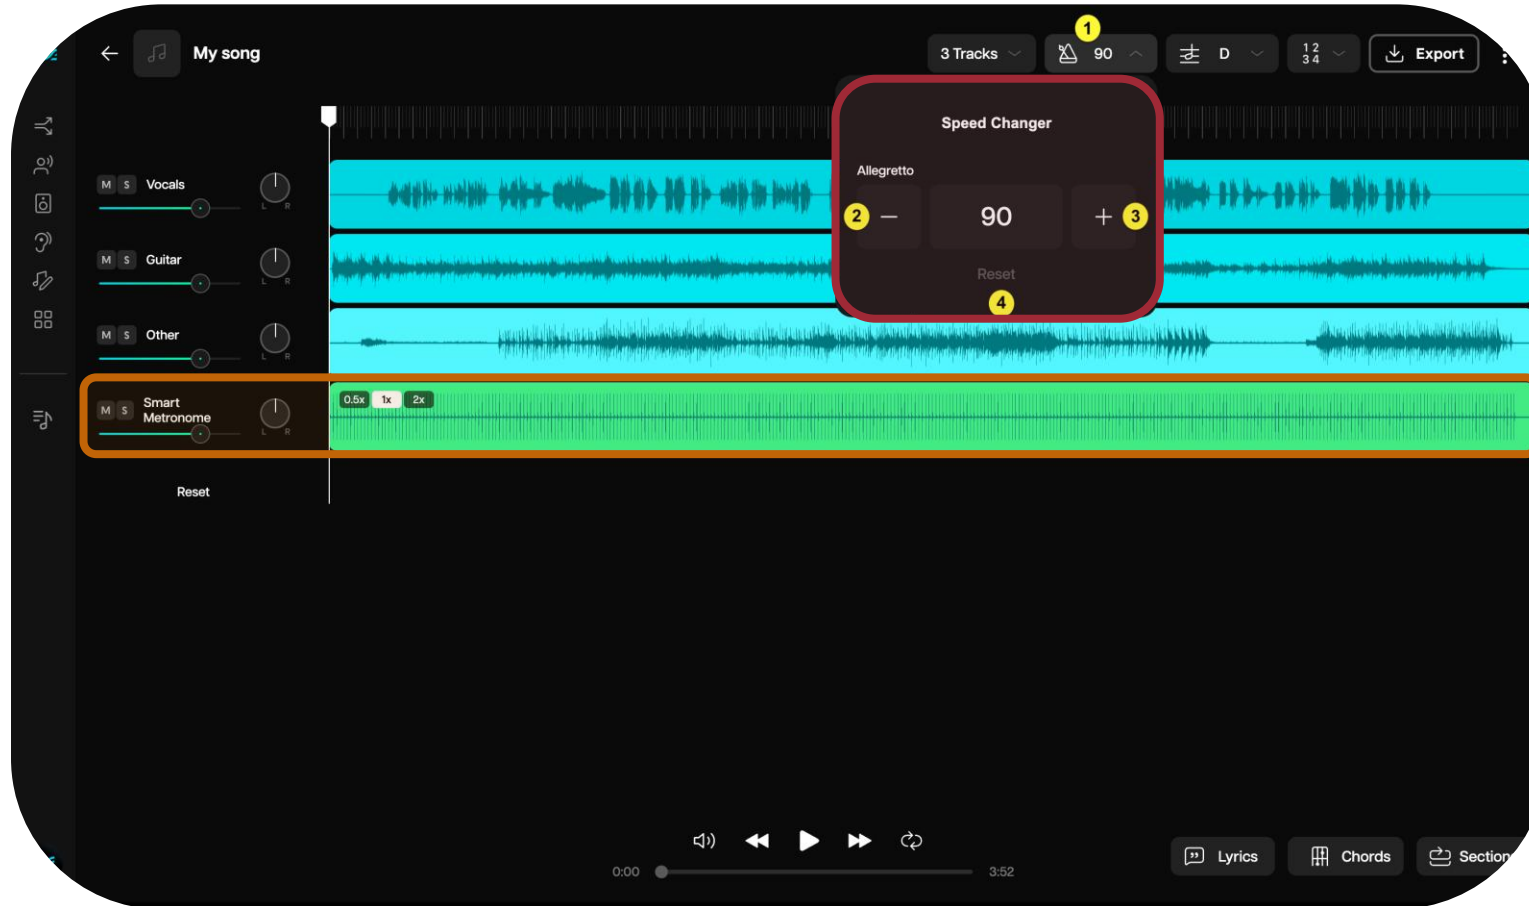 1
My song
3 Tracks
90
D
1 2
3 4
Export
Speed Changer
Allegretto
2
90
3
Reset
4
M S Vocals
L R
M S Guitar
L R
M S Other
L R
M S Smart
Metronome
L R
0.5x 1x 2x
Reset
0:00
3:52
Lyrics
Chords
Section